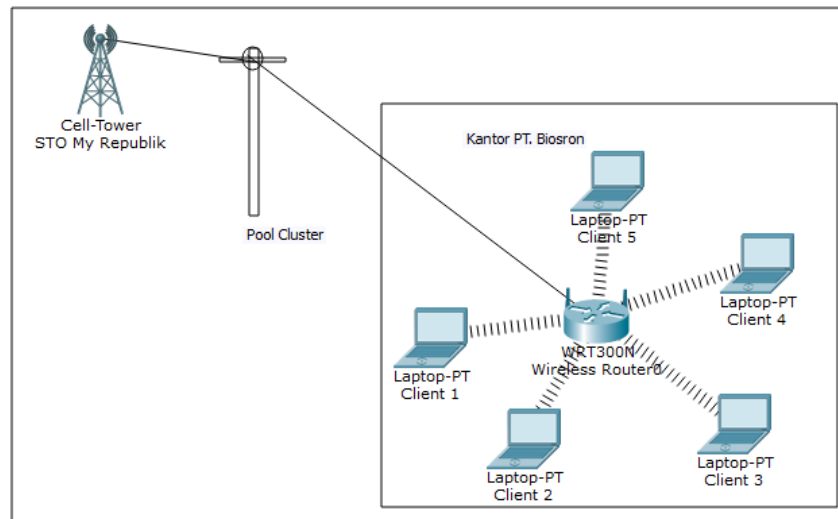 Cell-Tower
STO My Republik
Pool Cluster
Kantor PT. Biosron
Laptop-PT
Client 5
Laptop-PT
Client 4
WRT300N
Wireless Router0
Laptop-PT
Client 1
Laptop-PT
Client 2
Laptop-PT
Client 3